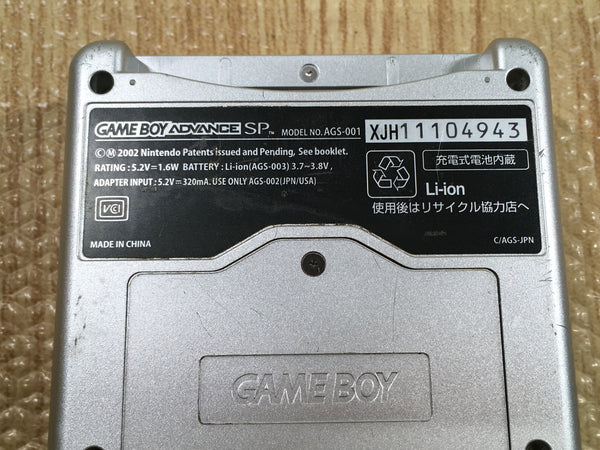 GAME BOY ADVANCE SP™ MODEL NO. AGS-001 XJH11104943
©Ⓜ 2002 Nintendo Patents issued and Pending, See booklet.
RATING : 5.2V⎓1.6W BATTERY : Li-ion(AGS-003) 3.7~3.8V,
ADAPTER INPUT : 5.2V⎓320mA. USE ONLY AGS-002(JPN/USA)
VCI
MADE IN CHINA
充電式電池内蔵
Li-ion
使用後はリサイクル協力店へ
C/AGS-JPN
GAME BOY